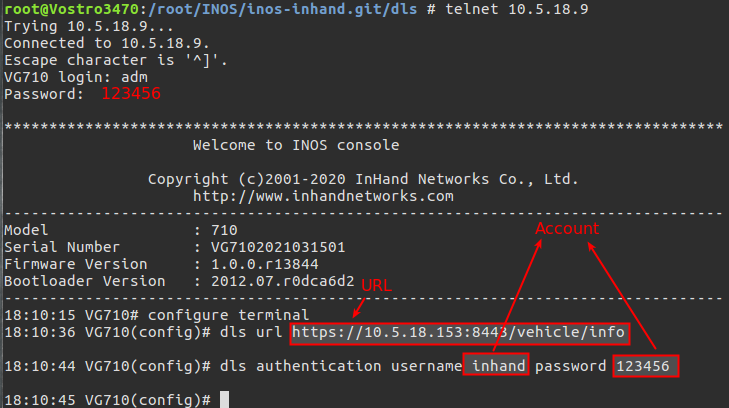 root@Vostro3470:/root/INOS/inos-inhand.git/dls # telnet 10.5.18.9
Trying 10.5.18.9...
Connected to 10.5.18.9.
Escape character is '^]'.
VG710 login: adm
Password: 123456
********************************************************************************
Welcome to INOS console
Copyright (c)2001-2020 InHand Networks Co., Ltd.
http://www.inhandnetworks.com
--------------------------------------------------------------------------------
Model : 710
Account
Serial Number : VG7102021031501
Firmware Version : 1.0.0.r13844
Bootloader Version : 2012.07.r0dca6d2
URL
--------------------------------------------------------------------------------
18:10:15 VG710# configure terminal
18:10:36 VG710(config)# dls url https://10.5.18.153:8443/vehicle/info
18:10:44 VG710(config)# dls authentication username inhand password 123456
18:10:45 VG710(config)#